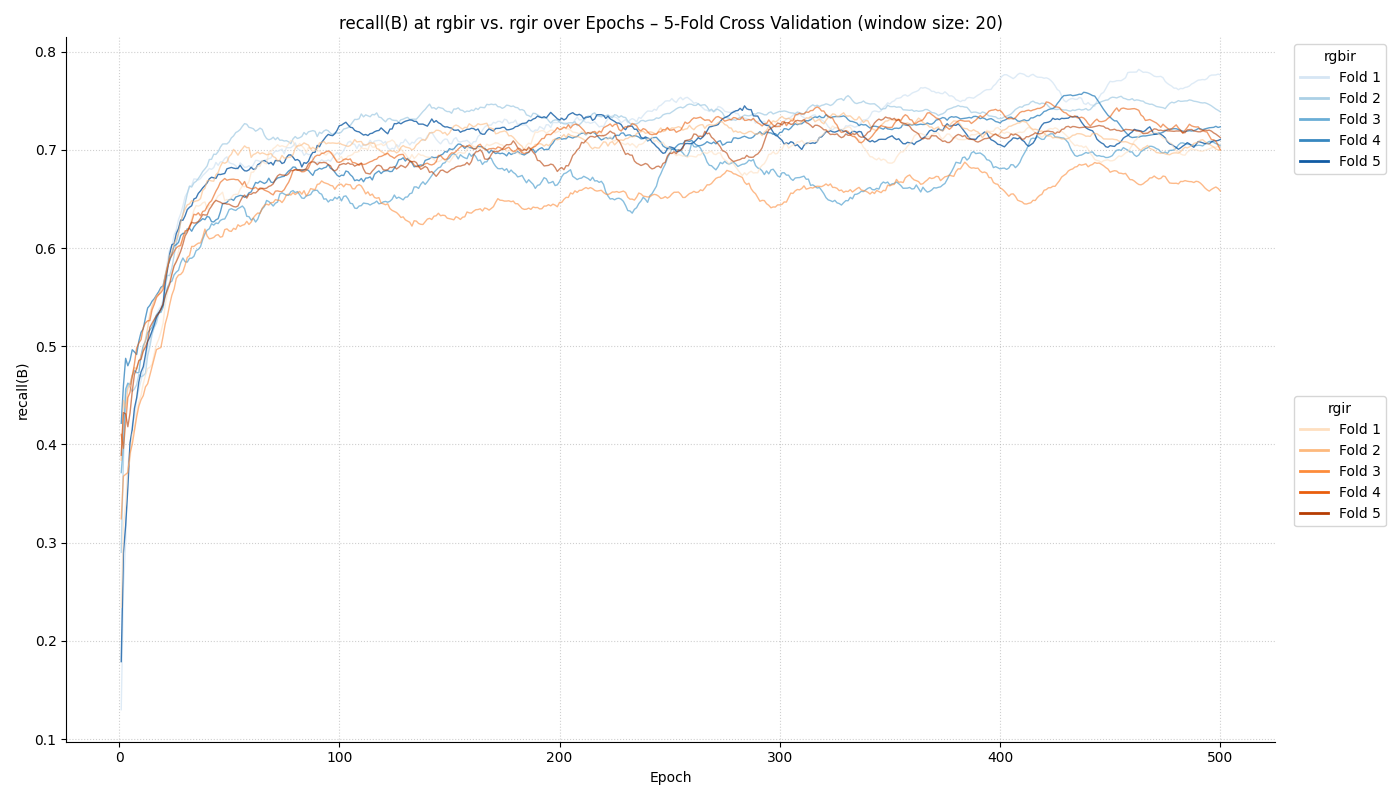 recall(B) at rgbir vs. rgir over Epochs – 5-Fold Cross Validation (window size: 20)
0.8
0.7
0.6
0.5
0.4
0.3
0.2
0.1
recall(B)
0 100 200 300 400 500
Epoch
rgbir
Fold 1
Fold 2
Fold 3
Fold 4
Fold 5
rgir
Fold 1
Fold 2
Fold 3
Fold 4
Fold 5